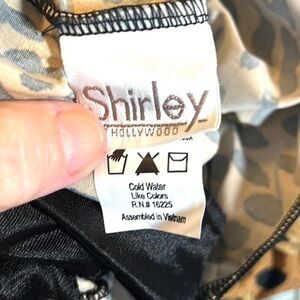 Shirley
HOLLYWOOD
Cold Water
Like Colors
R.N.# 16225
Assembled in Vietnam